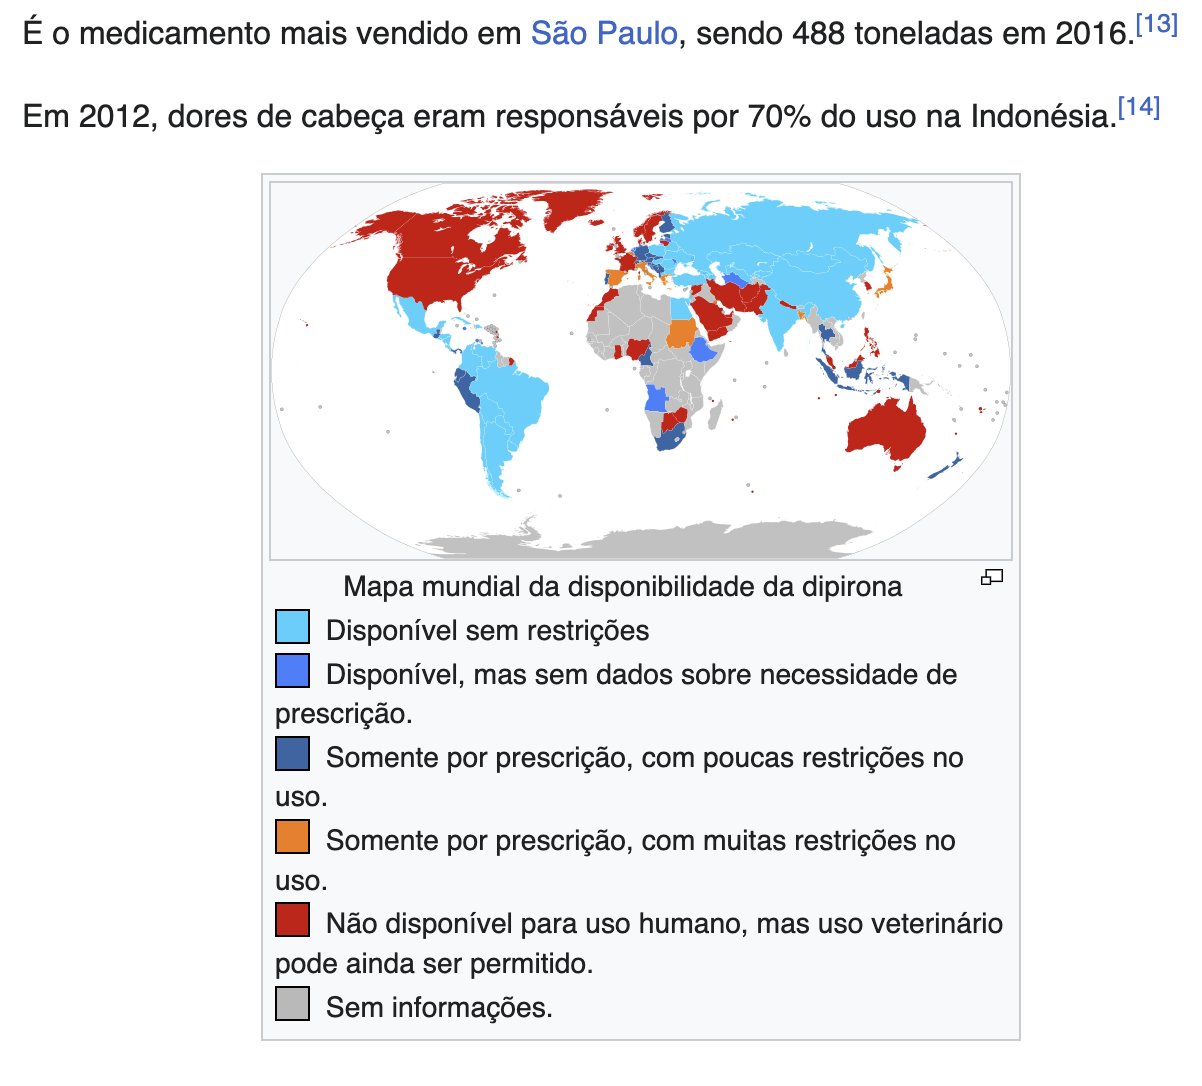 É o medicamento mais vendido em São Paulo, sendo 488 toneladas em 2016.[13]
Em 2012, dores de cabeça eram responsáveis por 70% do uso na Indonésia.[14]
Mapa mundial da disponibilidade da dipirona
Disponível sem restrições
Disponível, mas sem dados sobre necessidade de
prescrição.
Somente por prescrição, com poucas restrições no
uso.
Somente por prescrição, com muitas restrições no
uso.
Não disponível para uso humano, mas uso veterinário
pode ainda ser permitido.
Sem informações.